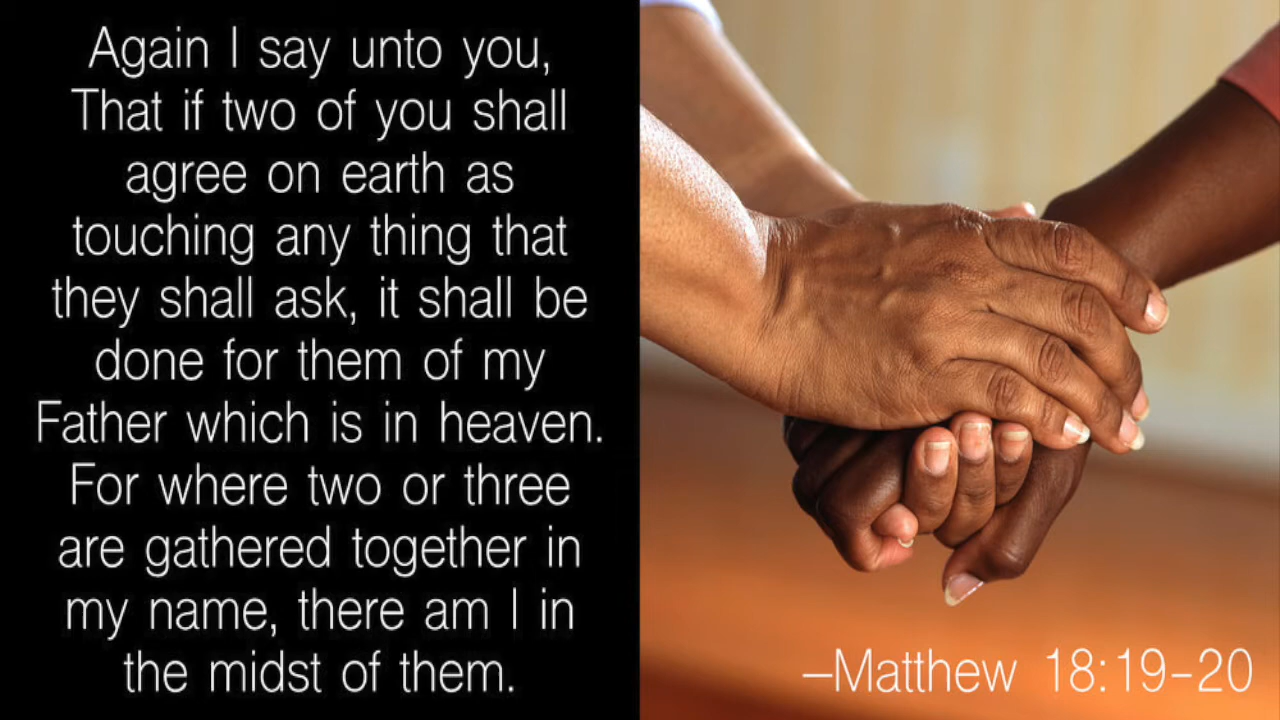 Again I say unto you,
That if two of you shall
agree on earth as
touching any thing that
they shall ask, it shall be
done for them of my
Father which is in heaven.
For where two or three
are gathered together in
my name, there am I in
the midst of them.
–Matthew 18:19-20